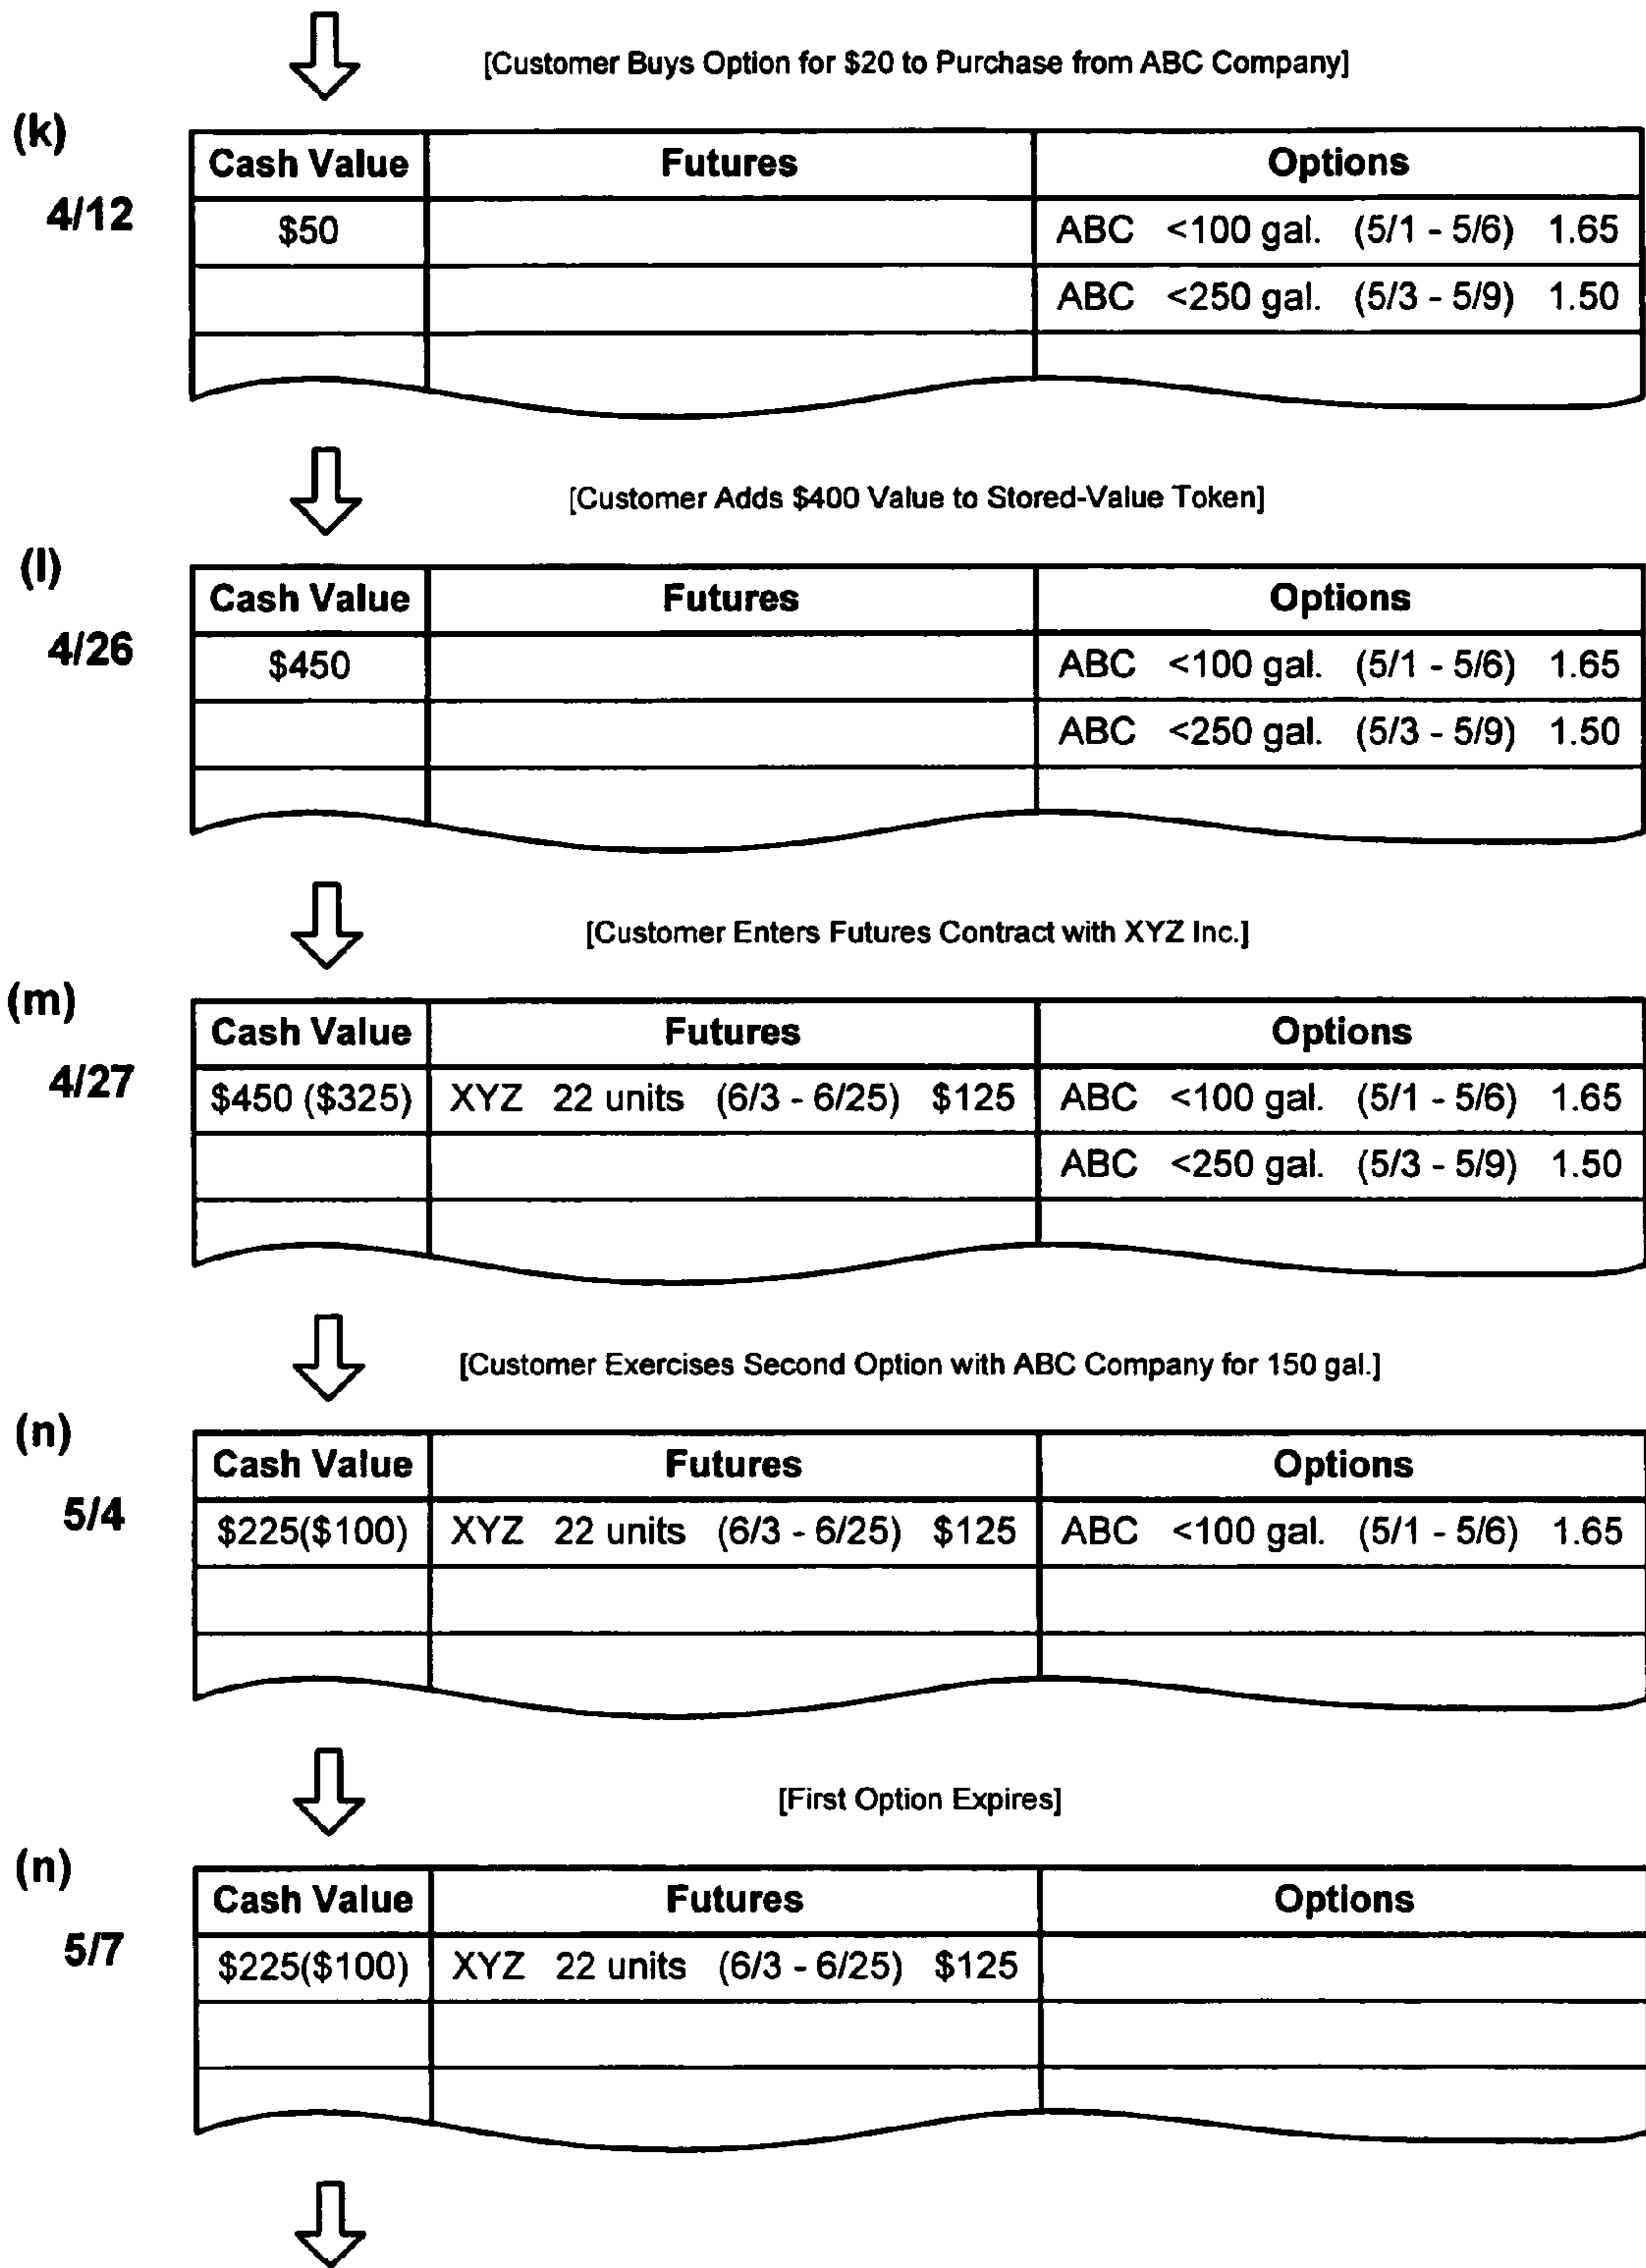 [Customer Buys Option for $20 to Purchase from ABC Company]
(k)
Cash Value Futures Options
4/12
$50 ABC <100 gal. (5/1 - 5/6) 1.65
ABC <250 gal. (5/3 - 5/9) 1.50
[Customer Adds $400 Value to Stored-Value Token]
(l)
Cash Value Futures Options
4/26
$450 ABC <100 gal. (5/1 - 5/6) 1.65
ABC <250 gal. (5/3 - 5/9) 1.50
[Customer Enters Futures Contract with XYZ Inc.]
(m)
Cash Value Futures Options
4/27
$450 ($325) XYZ 22 units (6/3 - 6/25) $125 ABC <100 gal. (5/1 - 5/6) 1.65
ABC <250 gal. (5/3 - 5/9) 1.50
[Customer Exercises Second Option with ABC Company for 150 gal.]
(n)
Cash Value Futures Options
5/4
$225($100) XYZ 22 units (6/3 - 6/25) $125 ABC <100 gal. (5/1 - 5/6) 1.65
[First Option Expires]
(n)
Cash Value Futures Options
5/7
$225($100) XYZ 22 units (6/3 - 6/25) $125